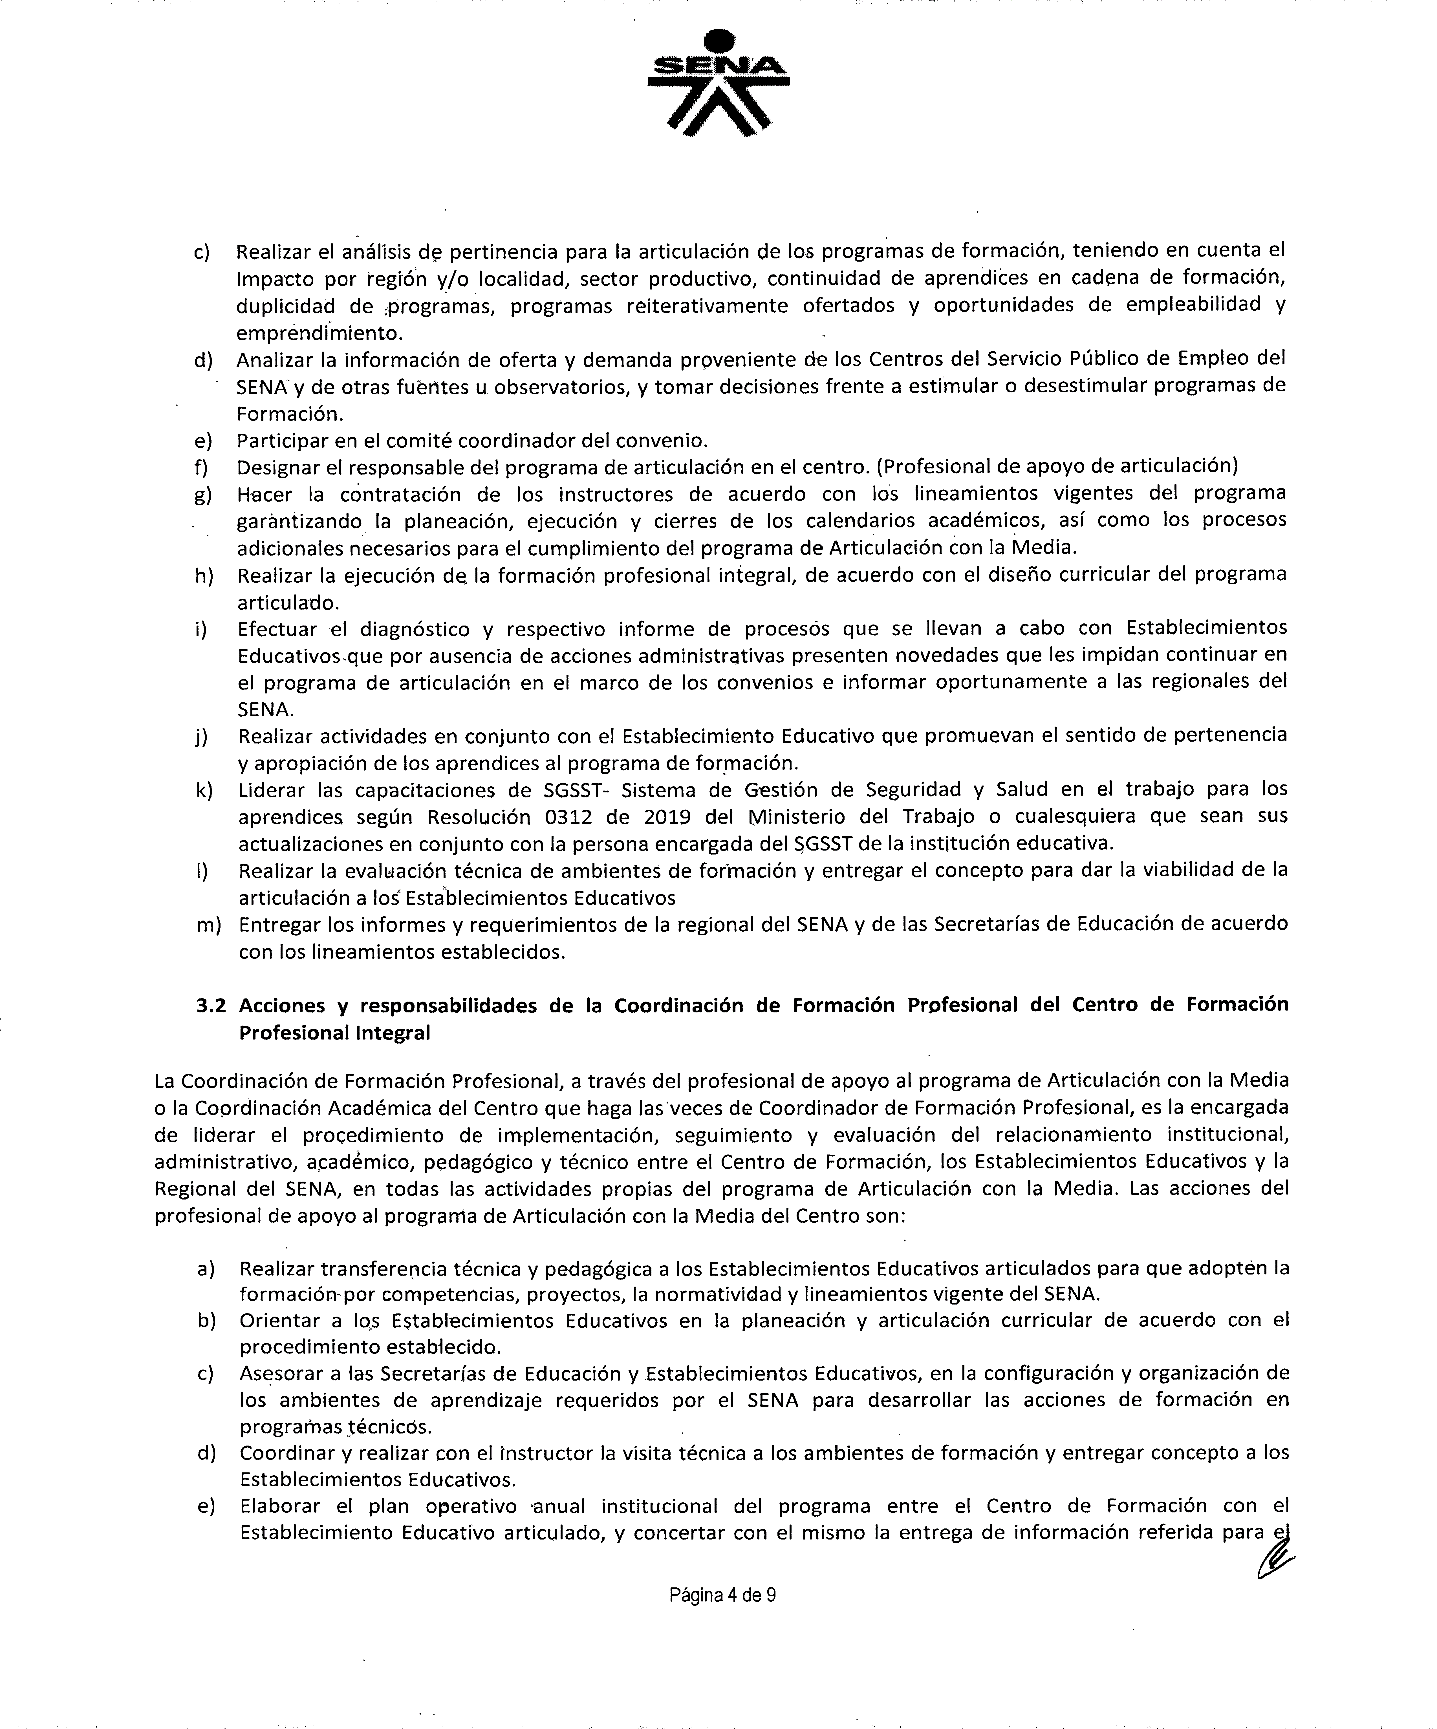 SENA
c) Realizar el análisis de pertinencia para la articulación de los programas de formación, teniendo en cuenta el
Impacto por región y/o localidad, sector productivo, continuidad de aprendices en cadena de formación,
duplicidad de programas, programas reiterativamente ofertados y oportunidades de empleabilidad y
emprendimiento.
d) Analizar la información de oferta y demanda proveniente de los Centros del Servicio Público de Empleo del
SENA y de otras fuentes u observatorios, y tomar decisiones frente a estimular o desestimular programas de
Formación.
e) Participar en el comité coordinador del convenio.
f) Designar el responsable del programa de articulación en el centro. (Profesional de apoyo de articulación)
g) Hacer la contratación de los instructores de acuerdo con los lineamientos vigentes del programa
garantizando la planeación, ejecución y cierres de los calendarios académicos, así como los procesos
adicionales necesarios para el cumplimiento del programa de Articulación con la Media.
h) Realizar la ejecución de la formación profesional integral, de acuerdo con el diseño curricular del programa
articulado.
i) Efectuar el diagnóstico y respectivo informe de procesos que se llevan a cabo con Establecimientos
Educativos que por ausencia de acciones administrativas presenten novedades que les impidan continuar en
el programa de articulación en el marco de los convenios e informar oportunamente a las regionales del
SENA.
j) Realizar actividades en conjunto con el Establecimiento Educativo que promuevan el sentido de pertenencia
y apropiación de los aprendices al programa de formación.
k) Liderar las capacitaciones de SGSST- Sistema de Gestión de Seguridad y Salud en el trabajo para los
aprendices según Resolución 0312 de 2019 del Ministerio del Trabajo o cualesquiera que sean sus
actualizaciones en conjunto con la persona encargada del SGSST de la institución educativa.
l) Realizar la evaluación técnica de ambientes de formación y entregar el concepto para dar la viabilidad de la
articulación a los Establecimientos Educativos
m) Entregar los informes y requerimientos de la regional del SENA y de las Secretarías de Educación de acuerdo
con los lineamientos establecidos.
3.2 Acciones y responsabilidades de la Coordinación de Formación Profesional del Centro de Formación
Profesional Integral
La Coordinación de Formación Profesional, a través del profesional de apoyo al programa de Articulación con la Media
o la Coordinación Académica del Centro que haga las veces de Coordinador de Formación Profesional, es la encargada
de liderar el procedimiento de implementación, seguimiento y evaluación del relacionamiento institucional,
administrativo, académico, pedagógico y técnico entre el Centro de Formación, los Establecimientos Educativos y la
Regional del SENA, en todas las actividades propias del programa de Articulación con la Media. Las acciones del
profesional de apoyo al programa de Articulación con la Media del Centro son:
a) Realizar transferencia técnica y pedagógica a los Establecimientos Educativos articulados para que adopten la
formación por competencias, proyectos, la normatividad y lineamientos vigente del SENA.
b) Orientar a los Establecimientos Educativos en la planeación y articulación curricular de acuerdo con el
procedimiento establecido.
c) Asesorar a las Secretarías de Educación y Establecimientos Educativos, en la configuración y organización de
los ambientes de aprendizaje requeridos por el SENA para desarrollar las acciones de formación en
programas técnicos.
d) Coordinar y realizar con el instructor la visita técnica a los ambientes de formación y entregar concepto a los
Establecimientos Educativos.
e) Elaborar el plan operativo anual institucional del programa entre el Centro de Formación con el
Establecimiento Educativo articulado, y concertar con el mismo la entrega de información referida para el
Página 4 de 9